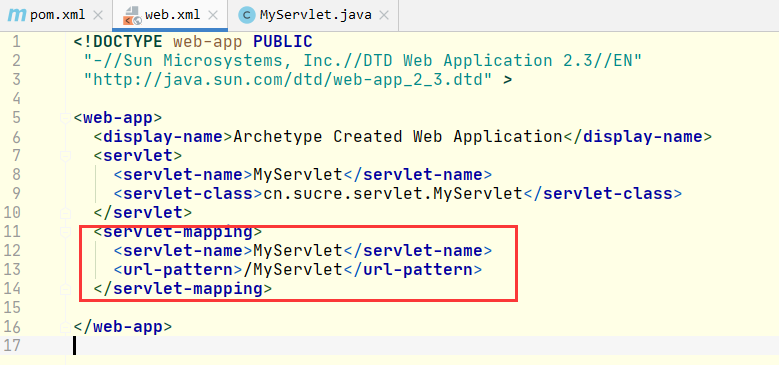 pom.xml web.xml MyServlet.java
1 <!DOCTYPE web-app PUBLIC
2 "-//Sun Microsystems, Inc.//DTD Web Application 2.3//EN"
3 "http://java.sun.com/dtd/web-app_2_3.dtd" >
4
5 <web-app>
6 <display-name>Archetype Created Web Application</display-name>
7 <servlet>
8 <servlet-name>MyServlet</servlet-name>
9 <servlet-class>cn.sucre.servlet.MyServlet</servlet-class>
10 </servlet>
11 <servlet-mapping>
12 <servlet-name>MyServlet</servlet-name>
13 <url-pattern>/MyServlet</url-pattern>
14 </servlet-mapping>
15
16 </web-app>
17